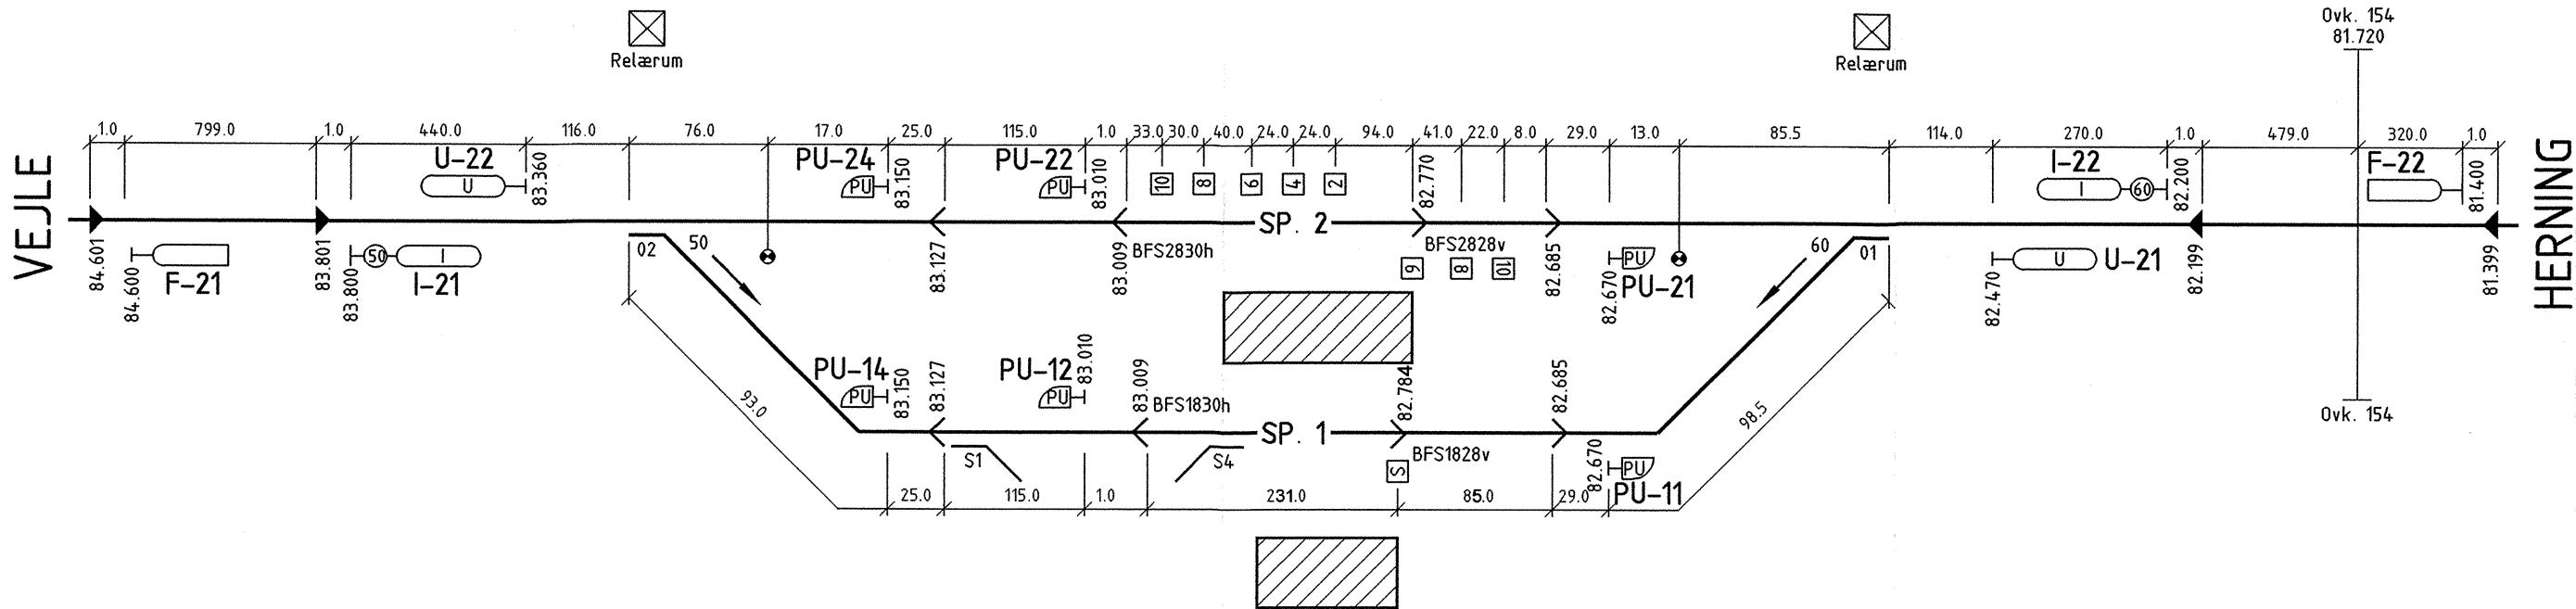 Ovk. 154
81.720
Relærum
Relærum
1.0
799.0
1.0
440.0
116.0
76.0
17.0
25.0
115.0
1.0
33.0
30.0
40.0
24.0
24.0
94.0
41.0
22.0
8.0
29.0
13.0
85.5
114.0
270.0
1.0
479.0
320.0
1.0
VEJLE
U-22
U
83.360
PU-24
PU
83.150
PU-22
PU
83.010
10
8
6
4
2
82.770
I-22
I
60
82.200
F-22
81.400
HERNING
SP. 2
84.601
84.600
F-21
83.801
83.800
50
I
I-21
02
50
83.127
83.009
BFS2830h
BFS2828v
6
8
10
82.685
82.670
PU
PU-21
60
01
82.470
U
U-21
82.199
81.399
93.0
PU-14
PU
83.150
83.127
PU-12
PU
83.010
83.009
BFS1830h
82.784
82.685
98.5
Ovk. 154
SP. 1
S1
S4
S
BFS1828v
82.670
PU
PU-11
25.0
115.0
1.0
231.0
85.0
29.0